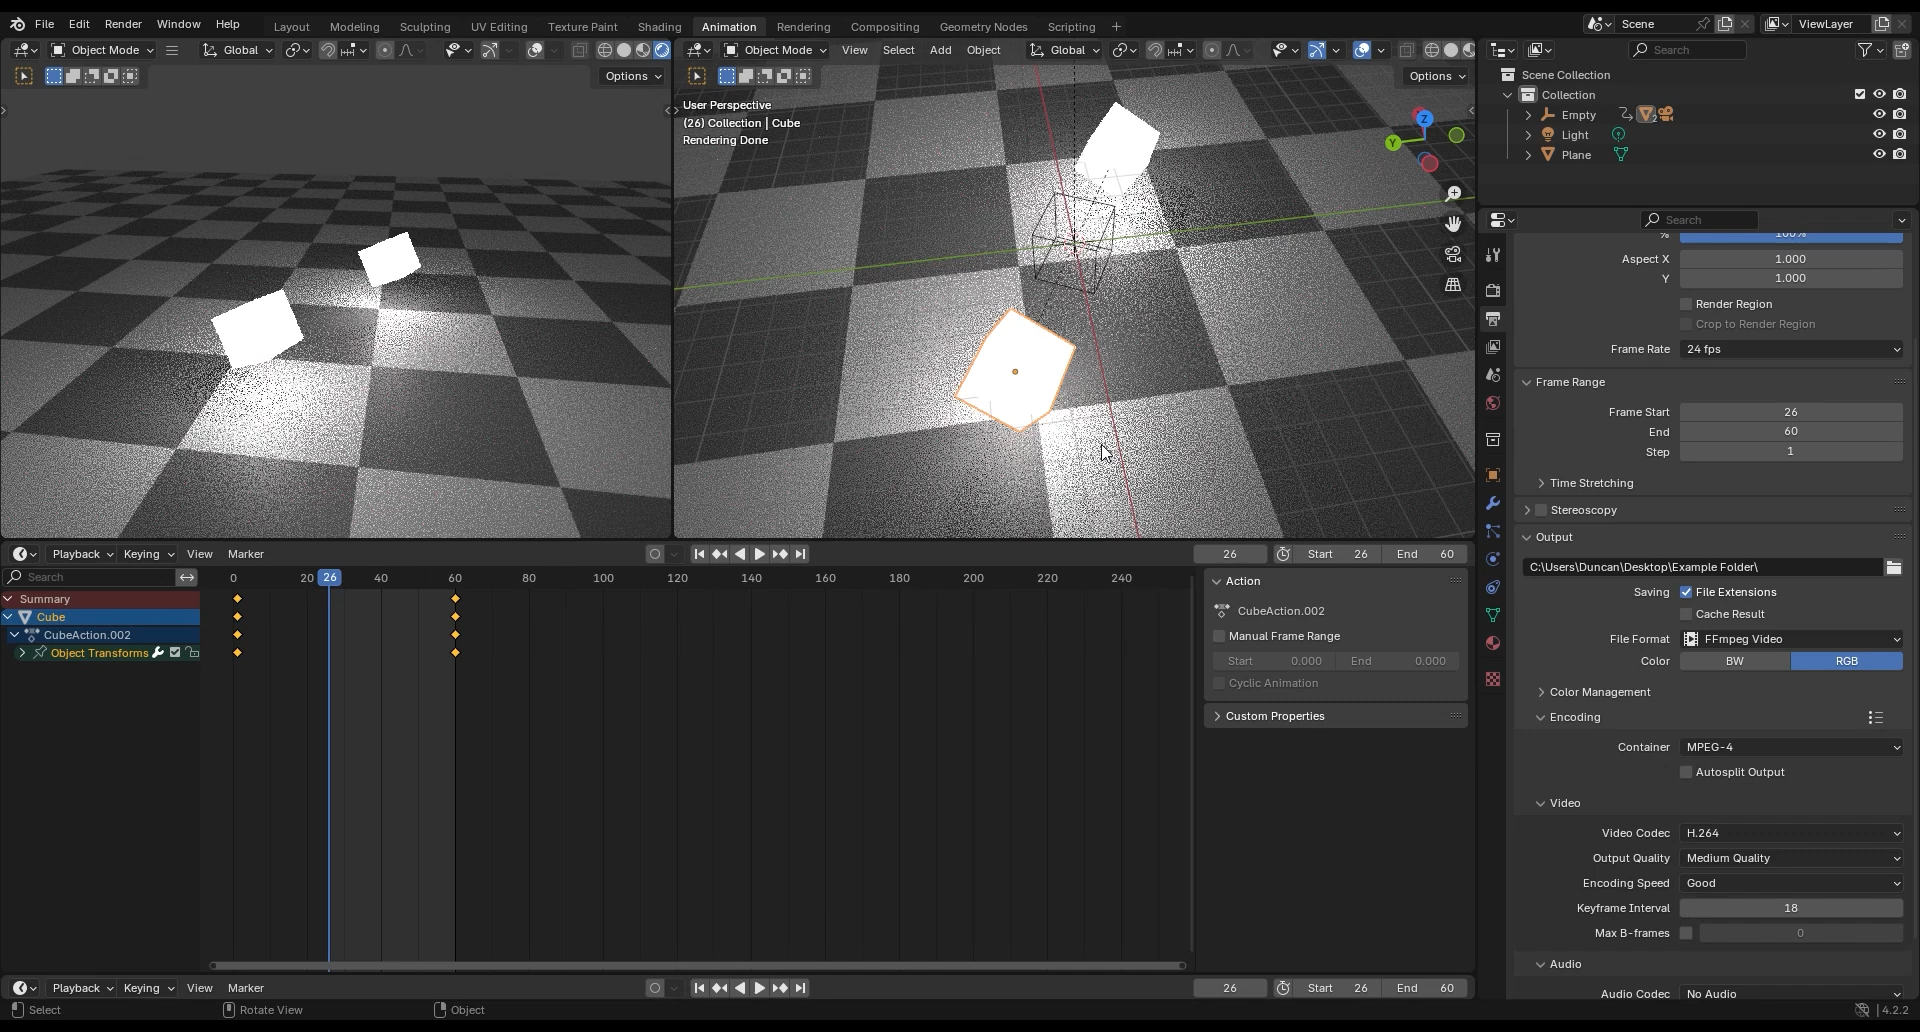 File Edit Render Window Help Layout Modeling Sculpting UV Editing Texture Paint Shading Animation Rendering Compositing Geometry Nodes Scripting + Scene ViewLayer
Object Mode Global Object Mode View Select Add Object Global Search
Options Options
User Perspective
(26) Collection | Cube
Rendering Done
Z
Y
Scene Collection
Collection
Empty 2
Light
Plane
Search
% 100%
Aspect X 1.000
Y 1.000
Render Region
Crop to Render Region
Frame Rate 24 fps
Frame Range
Frame Start 26
End 60
Step 1
Time Stretching
Stereoscopy
Output
C:\Users\Duncan\Desktop\Example Folder\
Saving File Extensions
Cache Result
File Format FFmpeg Video
Color BW RGB
Color Management
Encoding
Container MPEG-4
Autosplit Output
Video
Video Codec H.264
Output Quality Medium Quality
Encoding Speed Good
Keyframe Interval 18
Max B-frames 0
Audio
Audio Codec No Audio
Playback Keying View Marker 26 Start 26 End 60
Search 0 20 26 40 60 80 100 120 140 160 180 200 220 240
Summary
Cube
CubeAction.002
Object Transforms
Action
CubeAction.002
Manual Frame Range
Start 0.000 End 0.000
Cyclic Animation
Custom Properties
Playback Keying View Marker 26 Start 26 End 60
Select Rotate View Object 4.2.2